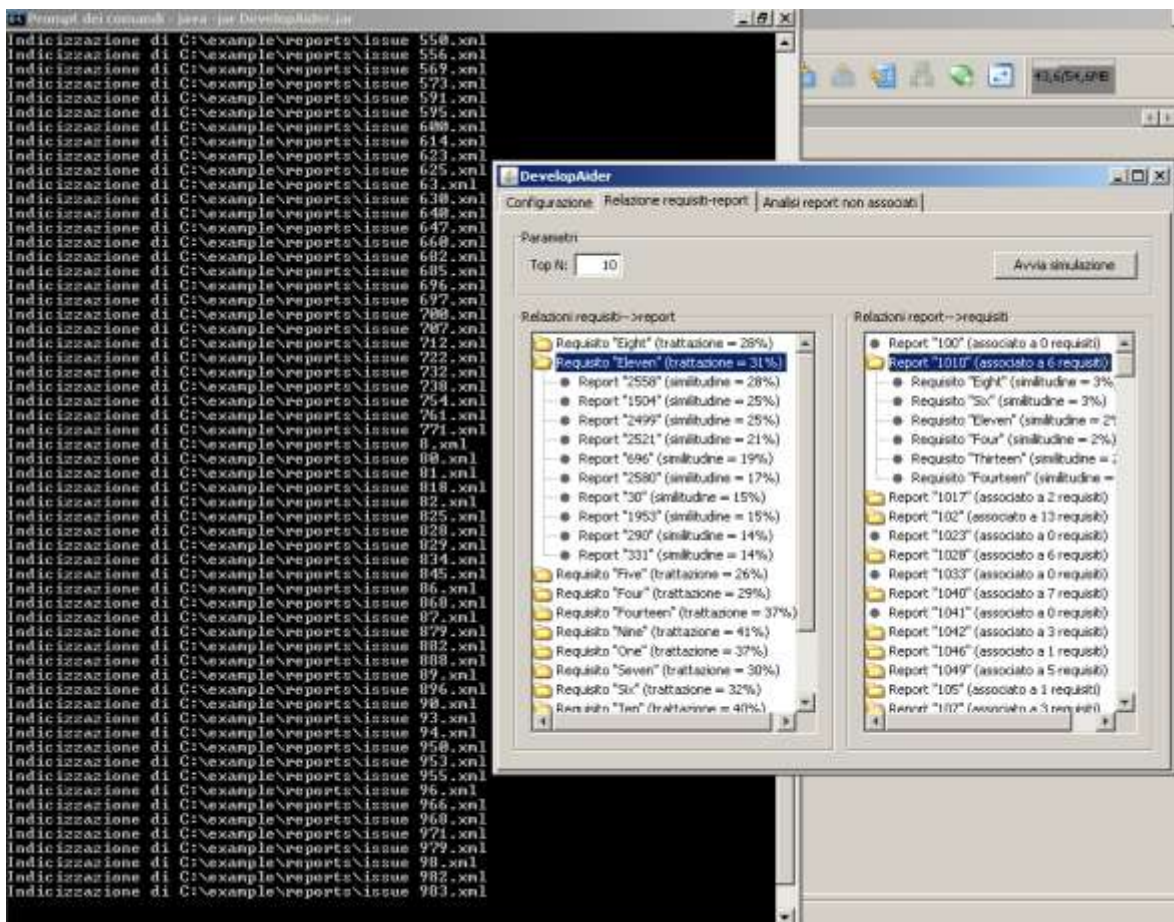 Prompt dei comandi - java -jar DevelopAider.jar
Indicizzazione di C:\example\reports\issue 550.xml
Indicizzazione di C:\example\reports\issue 556.xml
Indicizzazione di C:\example\reports\issue 569.xml
Indicizzazione di C:\example\reports\issue 573.xml
Indicizzazione di C:\example\reports\issue 591.xml
Indicizzazione di C:\example\reports\issue 595.xml
Indicizzazione di C:\example\reports\issue 600.xml
Indicizzazione di C:\example\reports\issue 614.xml
Indicizzazione di C:\example\reports\issue 623.xml
Indicizzazione di C:\example\reports\issue 625.xml
Indicizzazione di C:\example\reports\issue 63.xml
Indicizzazione di C:\example\reports\issue 630.xml
Indicizzazione di C:\example\reports\issue 640.xml
Indicizzazione di C:\example\reports\issue 647.xml
Indicizzazione di C:\example\reports\issue 660.xml
Indicizzazione di C:\example\reports\issue 682.xml
Indicizzazione di C:\example\reports\issue 685.xml
Indicizzazione di C:\example\reports\issue 696.xml
Indicizzazione di C:\example\reports\issue 697.xml
Indicizzazione di C:\example\reports\issue 700.xml
Indicizzazione di C:\example\reports\issue 707.xml
Indicizzazione di C:\example\reports\issue 712.xml
Indicizzazione di C:\example\reports\issue 722.xml
Indicizzazione di C:\example\reports\issue 732.xml
Indicizzazione di C:\example\reports\issue 738.xml
Indicizzazione di C:\example\reports\issue 754.xml
Indicizzazione di C:\example\reports\issue 761.xml
Indicizzazione di C:\example\reports\issue 771.xml
Indicizzazione di C:\example\reports\issue 8.xml
Indicizzazione di C:\example\reports\issue 80.xml
Indicizzazione di C:\example\reports\issue 81.xml
Indicizzazione di C:\example\reports\issue 818.xml
Indicizzazione di C:\example\reports\issue 82.xml
Indicizzazione di C:\example\reports\issue 825.xml
Indicizzazione di C:\example\reports\issue 828.xml
Indicizzazione di C:\example\reports\issue 829.xml
Indicizzazione di C:\example\reports\issue 834.xml
Indicizzazione di C:\example\reports\issue 845.xml
Indicizzazione di C:\example\reports\issue 86.xml
Indicizzazione di C:\example\reports\issue 868.xml
Indicizzazione di C:\example\reports\issue 87.xml
Indicizzazione di C:\example\reports\issue 879.xml
Indicizzazione di C:\example\reports\issue 882.xml
Indicizzazione di C:\example\reports\issue 888.xml
Indicizzazione di C:\example\reports\issue 89.xml
Indicizzazione di C:\example\reports\issue 896.xml
Indicizzazione di C:\example\reports\issue 90.xml
Indicizzazione di C:\example\reports\issue 93.xml
Indicizzazione di C:\example\reports\issue 94.xml
Indicizzazione di C:\example\reports\issue 950.xml
Indicizzazione di C:\example\reports\issue 953.xml
Indicizzazione di C:\example\reports\issue 955.xml
Indicizzazione di C:\example\reports\issue 96.xml
Indicizzazione di C:\example\reports\issue 966.xml
Indicizzazione di C:\example\reports\issue 968.xml
Indicizzazione di C:\example\reports\issue 971.xml
Indicizzazione di C:\example\reports\issue 979.xml
Indicizzazione di C:\example\reports\issue 98.xml
Indicizzazione di C:\example\reports\issue 982.xml
Indicizzazione di C:\example\reports\issue 983.xml
DevelopAider
Configurazione Relazione requisiti-report Analisi report non associati
Parametri
Top N: 10 Avvia simulazione
Relazioni requisiti-->report
Requisito "Eight" (trattazione = 28%)
Requisito "Eleven" (trattazione = 31%)
Report "2558" (similitudine = 28%)
Report "1504" (similitudine = 25%)
Report "2499" (similitudine = 25%)
Report "2521" (similitudine = 21%)
Report "696" (similitudine = 19%)
Report "2580" (similitudine = 17%)
Report "30" (similitudine = 15%)
Report "1953" (similitudine = 15%)
Report "290" (similitudine = 14%)
Report "331" (similitudine = 14%)
Requisito "Five" (trattazione = 26%)
Requisito "Four" (trattazione = 29%)
Requisito "Fourteen" (trattazione = 37%)
Requisito "Nine" (trattazione = 41%)
Requisito "One" (trattazione = 37%)
Requisito "Seven" (trattazione = 30%)
Requisito "Six" (trattazione = 32%)
Requisito "Ten" (trattazione = 40%)
Relazioni report-->requisiti
Report "100" (associato a 0 requisiti)
Report "1010" (associato a 6 requisiti)
Requisito "Eight" (similitudine = 3%
Requisito "Six" (similitudine = 3%)
Requisito "Eleven" (similitudine = 2%
Requisito "Four" (similitudine = 2%)
Requisito "Thirteen" (similitudine = 2
Requisito "Fourteen" (similitudine =
Report "1017" (associato a 2 requisiti)
Report "102" (associato a 13 requisiti)
Report "1023" (associato a 0 requisiti)
Report "1028" (associato a 6 requisiti)
Report "1033" (associato a 0 requisiti)
Report "1040" (associato a 7 requisiti)
Report "1041" (associato a 0 requisiti)
Report "1042" (associato a 3 requisiti)
Report "1046" (associato a 1 requisiti)
Report "1049" (associato a 5 requisiti)
Report "105" (associato a 1 requisiti)
Report "107" (associato a 3 requisiti)